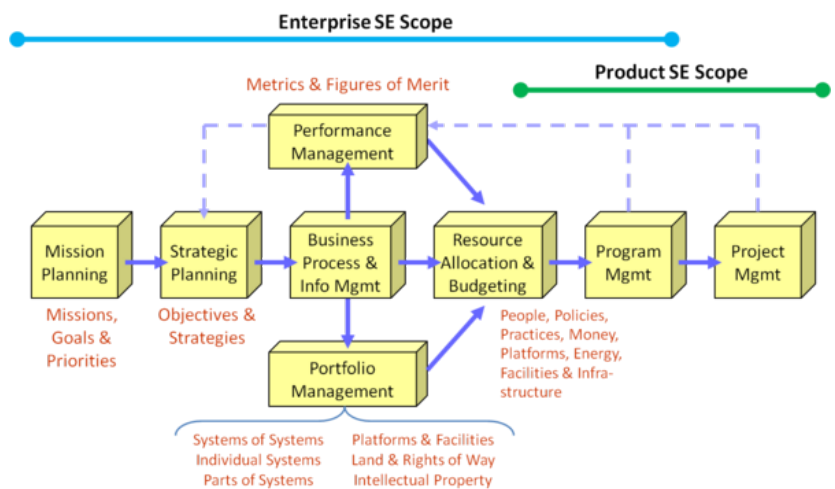 Enterprise SE Scope
Product SE Scope
Metrics & Figures of Merit
Performance
Management
Mission
Planning
Strategic
Planning
Business
Process &
Info Mgmt
Resource
Allocation &
Budgeting
Program
Mgmt
Project
Mgmt
Missions,
Goals &
Priorities
Objectives &
Strategies
People, Policies,
Practices, Money,
Platforms, Energy,
Facilities & Infra-
structure
Portfolio
Management
Systems of Systems
Individual Systems
Parts of Systems
Platforms & Facilities
Land & Rights of Way
Intellectual Property